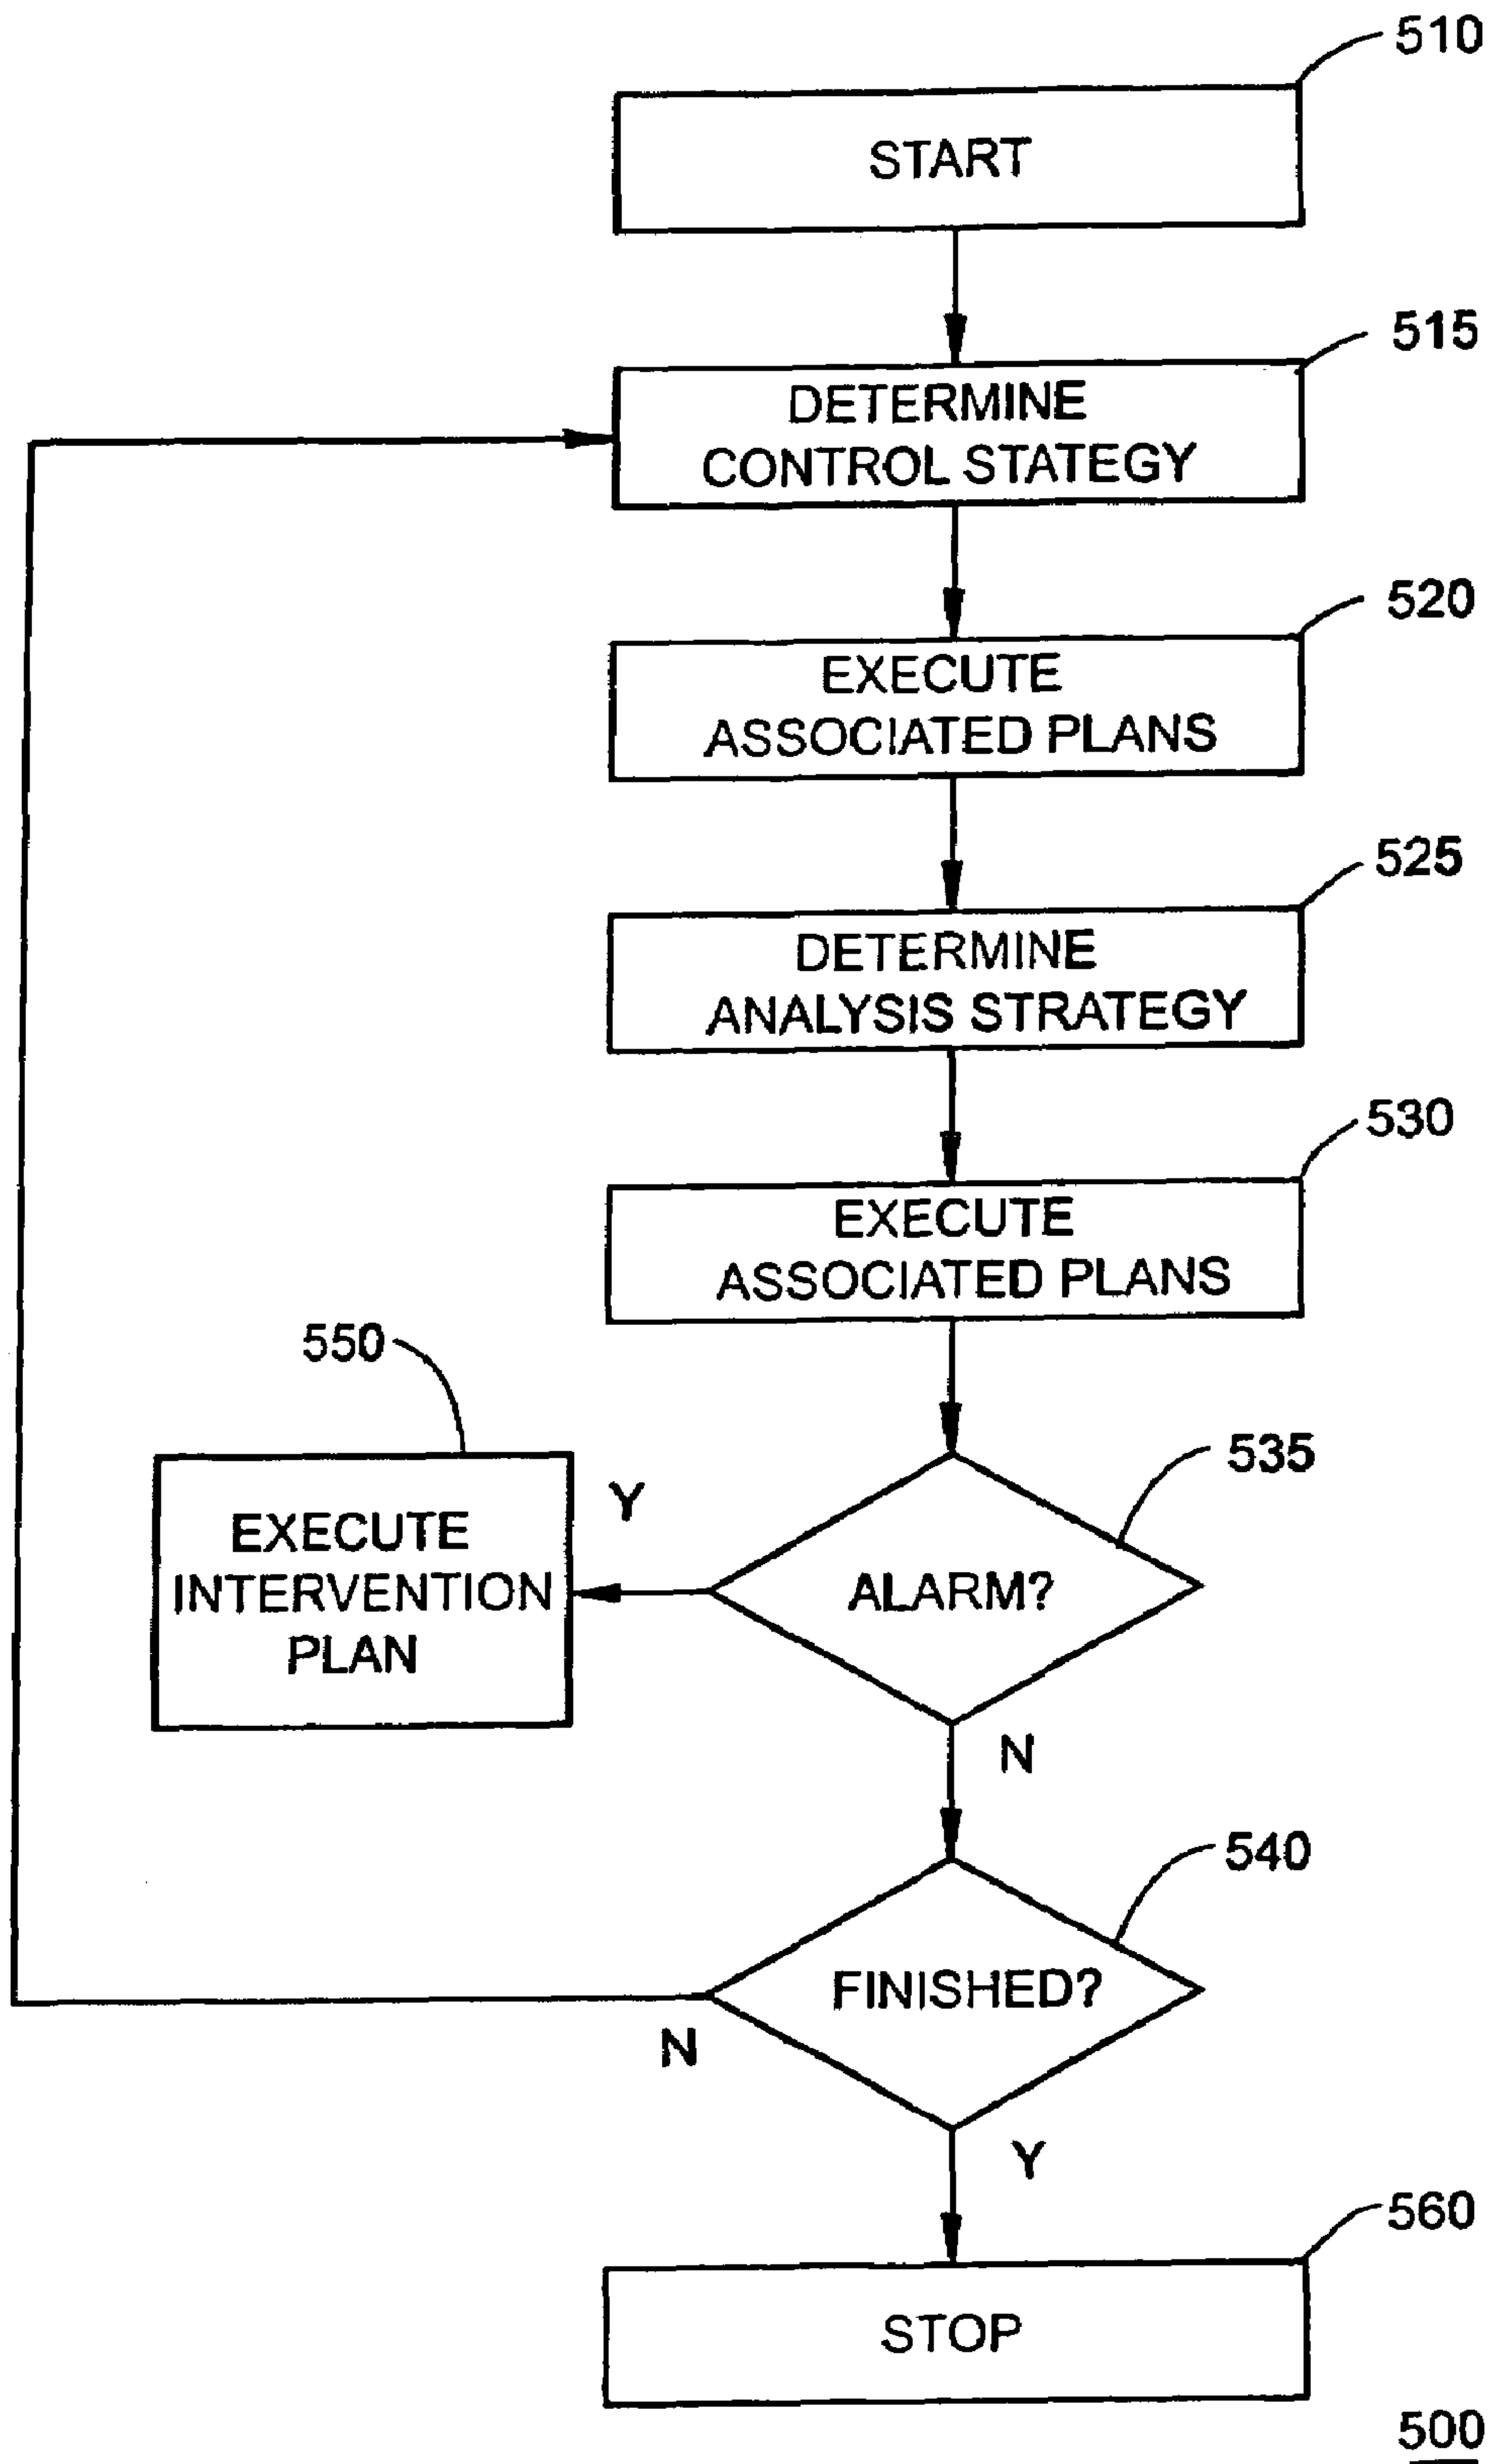 510
START
515
DETERMINE
CONTROL STATEGY
520
EXECUTE
ASSOCIATED PLANS
525
DETERMINE
ANALYSIS STRATEGY
530
EXECUTE
ASSOCIATED PLANS
550
535
EXECUTE
INTERVENTION
PLAN
Y
ALARM?
N
540
FINISHED?
N
Y
560
STOP
500